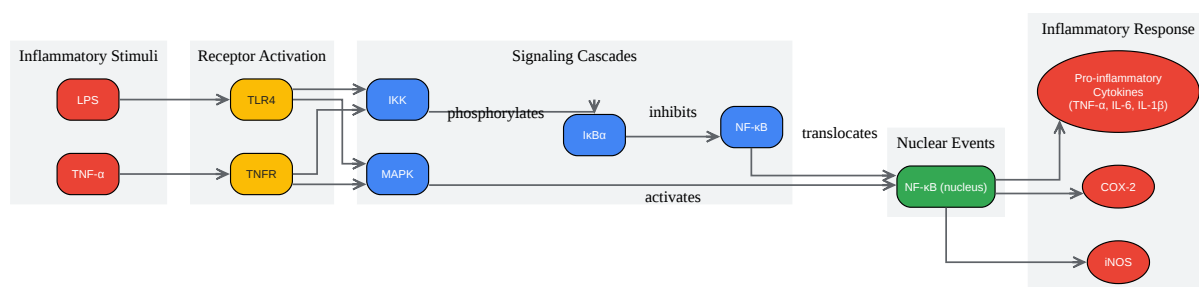 Inflammatory Stimuli
LPS
TNF-α
Receptor Activation
TLR4
TNFR
Signaling Cascades
IKK
phosphorylates
IκBα
inhibits
NF-κB
MAPK
activates
translocates
Nuclear Events
NF-κB (nucleus)
Inflammatory Response
Pro-inflammatory
Cytokines
(TNF-α, IL-6, IL-1β)
COX-2
iNOS